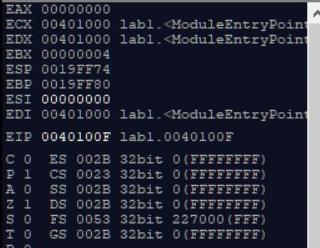 EAX 00000000
ECX 00401000 lab1.<ModuleEntryPoint
EDX 00401000 lab1.<ModuleEntryPoint
EBX 00000004
ESP 0019FF74
EBP 0019FF80
ESI 00000000
EDI 00401000 lab1.<ModuleEntryPoint
EIP 0040100F lab1.0040100F
C 0 ES 002B 32bit 0(FFFFFFFF)
P 1 CS 0023 32bit 0(FFFFFFFF)
A 0 SS 002B 32bit 0(FFFFFFFF)
Z 1 DS 002B 32bit 0(FFFFFFFF)
S 0 FS 0053 32bit 227000(FFF)
T 0 GS 002B 32bit 0(FFFFFFFF)
D 0